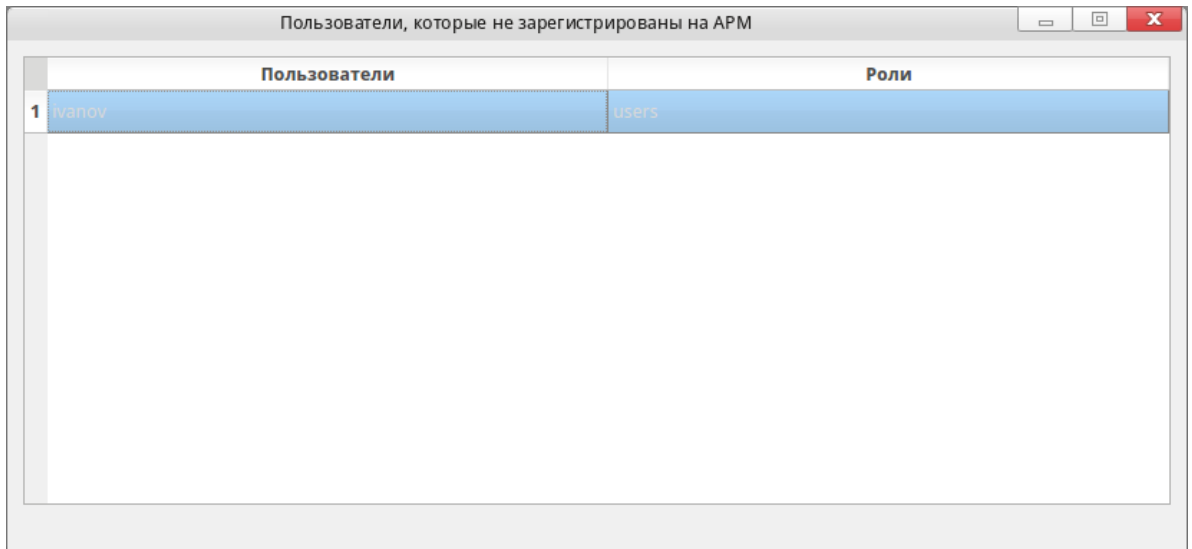 Пользователи, которые не зарегистрированы на АРМ
Пользователи Роли
1 ivanov users